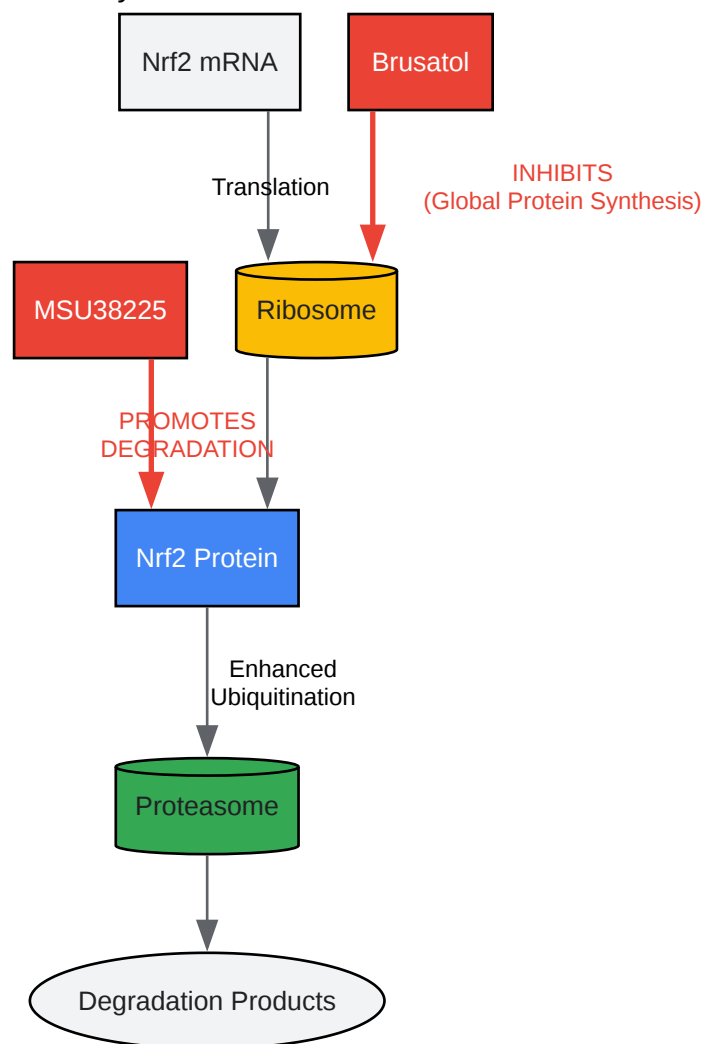 Nrf2 mRNA
Brusatol
Translation
INHIBITS
(Global Protein Synthesis)
MSU38225
Ribosome
PROMOTES
DEGRADATION
Nrf2 Protein
Enhanced
Ubiquitination
Proteasome
Degradation Products